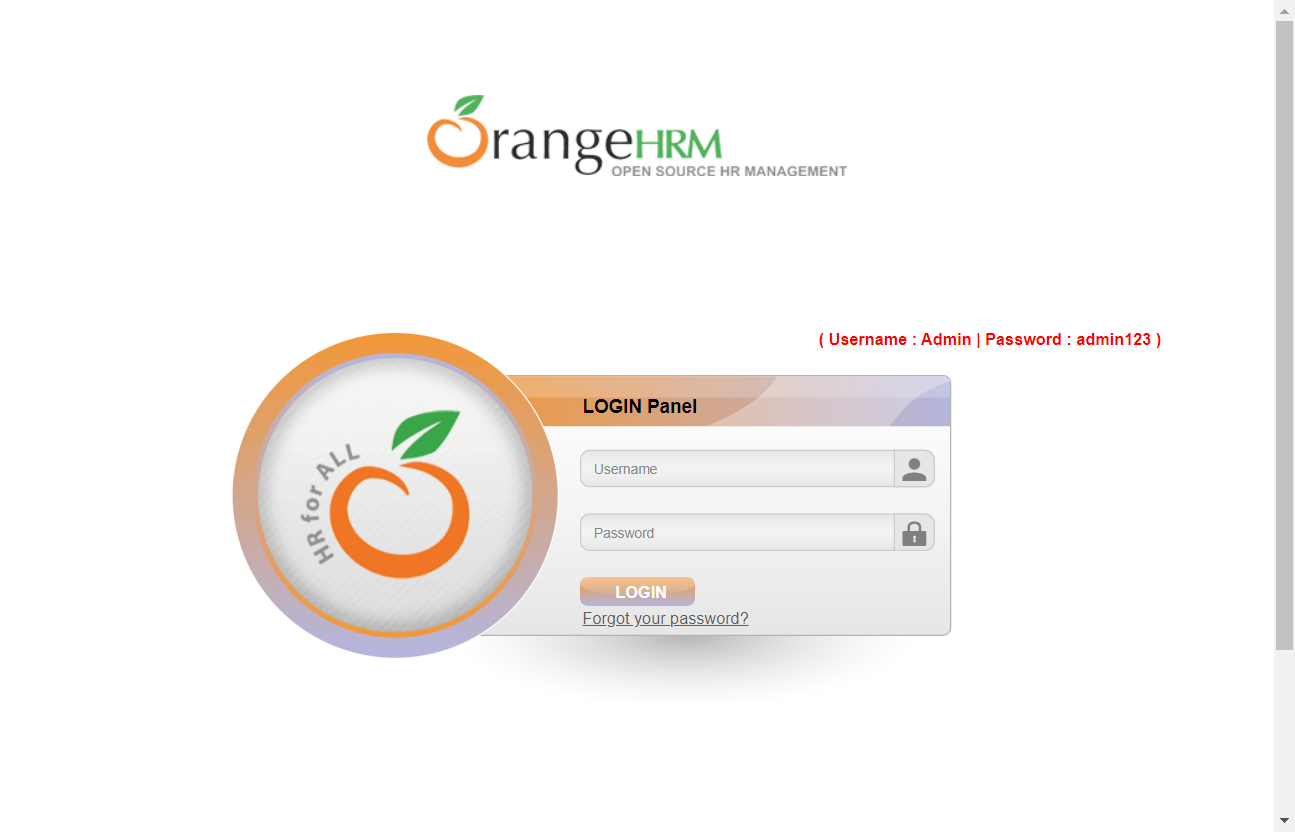 OrangeHRM
OPEN SOURCE HR MANAGEMENT
( Username : Admin | Password : admin123 )
LOGIN Panel
HR for ALL
Username
Password
LOGIN
Forgot your password?